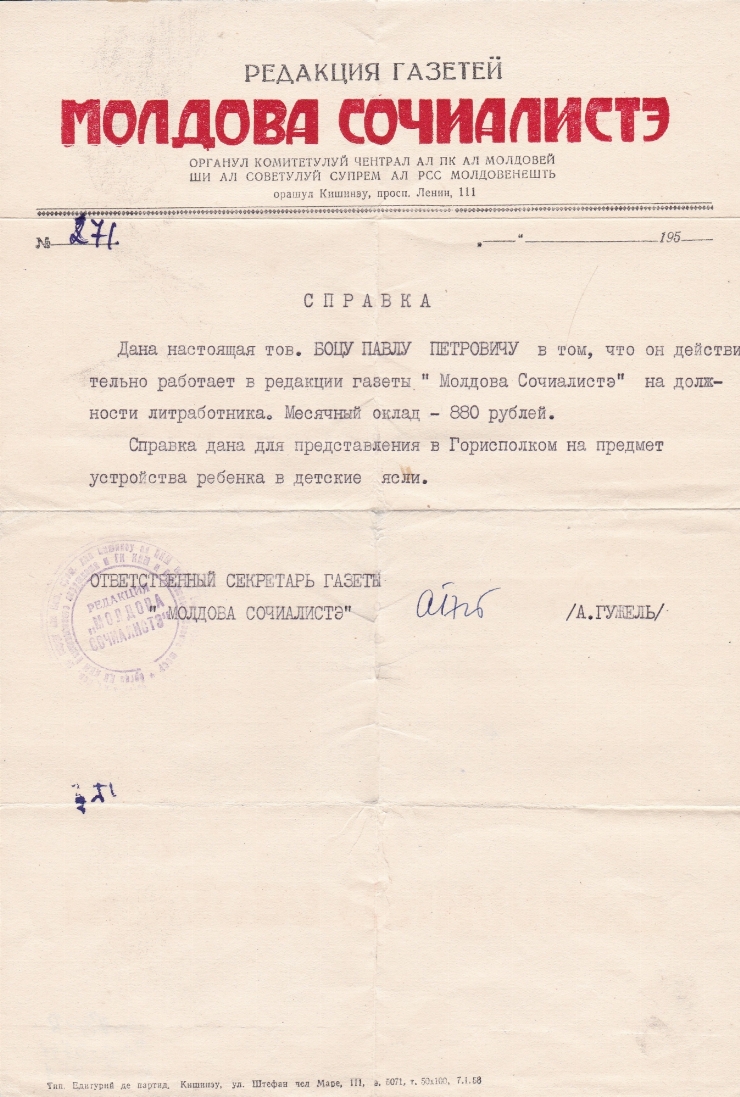 РЕДАКЦИЯ ГАЗЕТЕЙ
МОЛДОВА СОЧИАЛИСТЭ
ОРГАНУЛ КОМИТЕТУЛУЙ ЧЕНТРАЛ АЛ ПК АЛ МОЛДОВЕЙ
ШИ АЛ СОВЕТУЛУЙ СУПРЕМ АЛ РСС МОЛДОВЕНЕШТЬ
орашул Кишинэу, просп. Ленин, 111
№ 271. „ — “ 195
СПРАВКА
Дана настоящая тов. БОЦУ ПАВЛУ ПЕТРОВИЧУ в том, что он действи
тельно работает в редакции газеты " Молдова Сочиалистэ" на долж-
ности литработника. Месячный оклад - 880 рублей.
Справка дана для представления в Горисполком на предмет
устройства ребенка в детские ясли.
ОТВЕТСТВЕННЫЙ СЕКРЕТАРЬ ГАЗЕТЫ
" МОЛДОВА СОЧИАЛИСТЭ" /А.ГУЖЕЛЬ/
РЕДАКЦИЯ
„МОЛДОВА
СОЧИАЛИСТЭ"
Тип. Едитурий де партид, Кишинэу, ул. Штефан чел Маре, 111, з. 6071, т. 50х100, 7.1.58